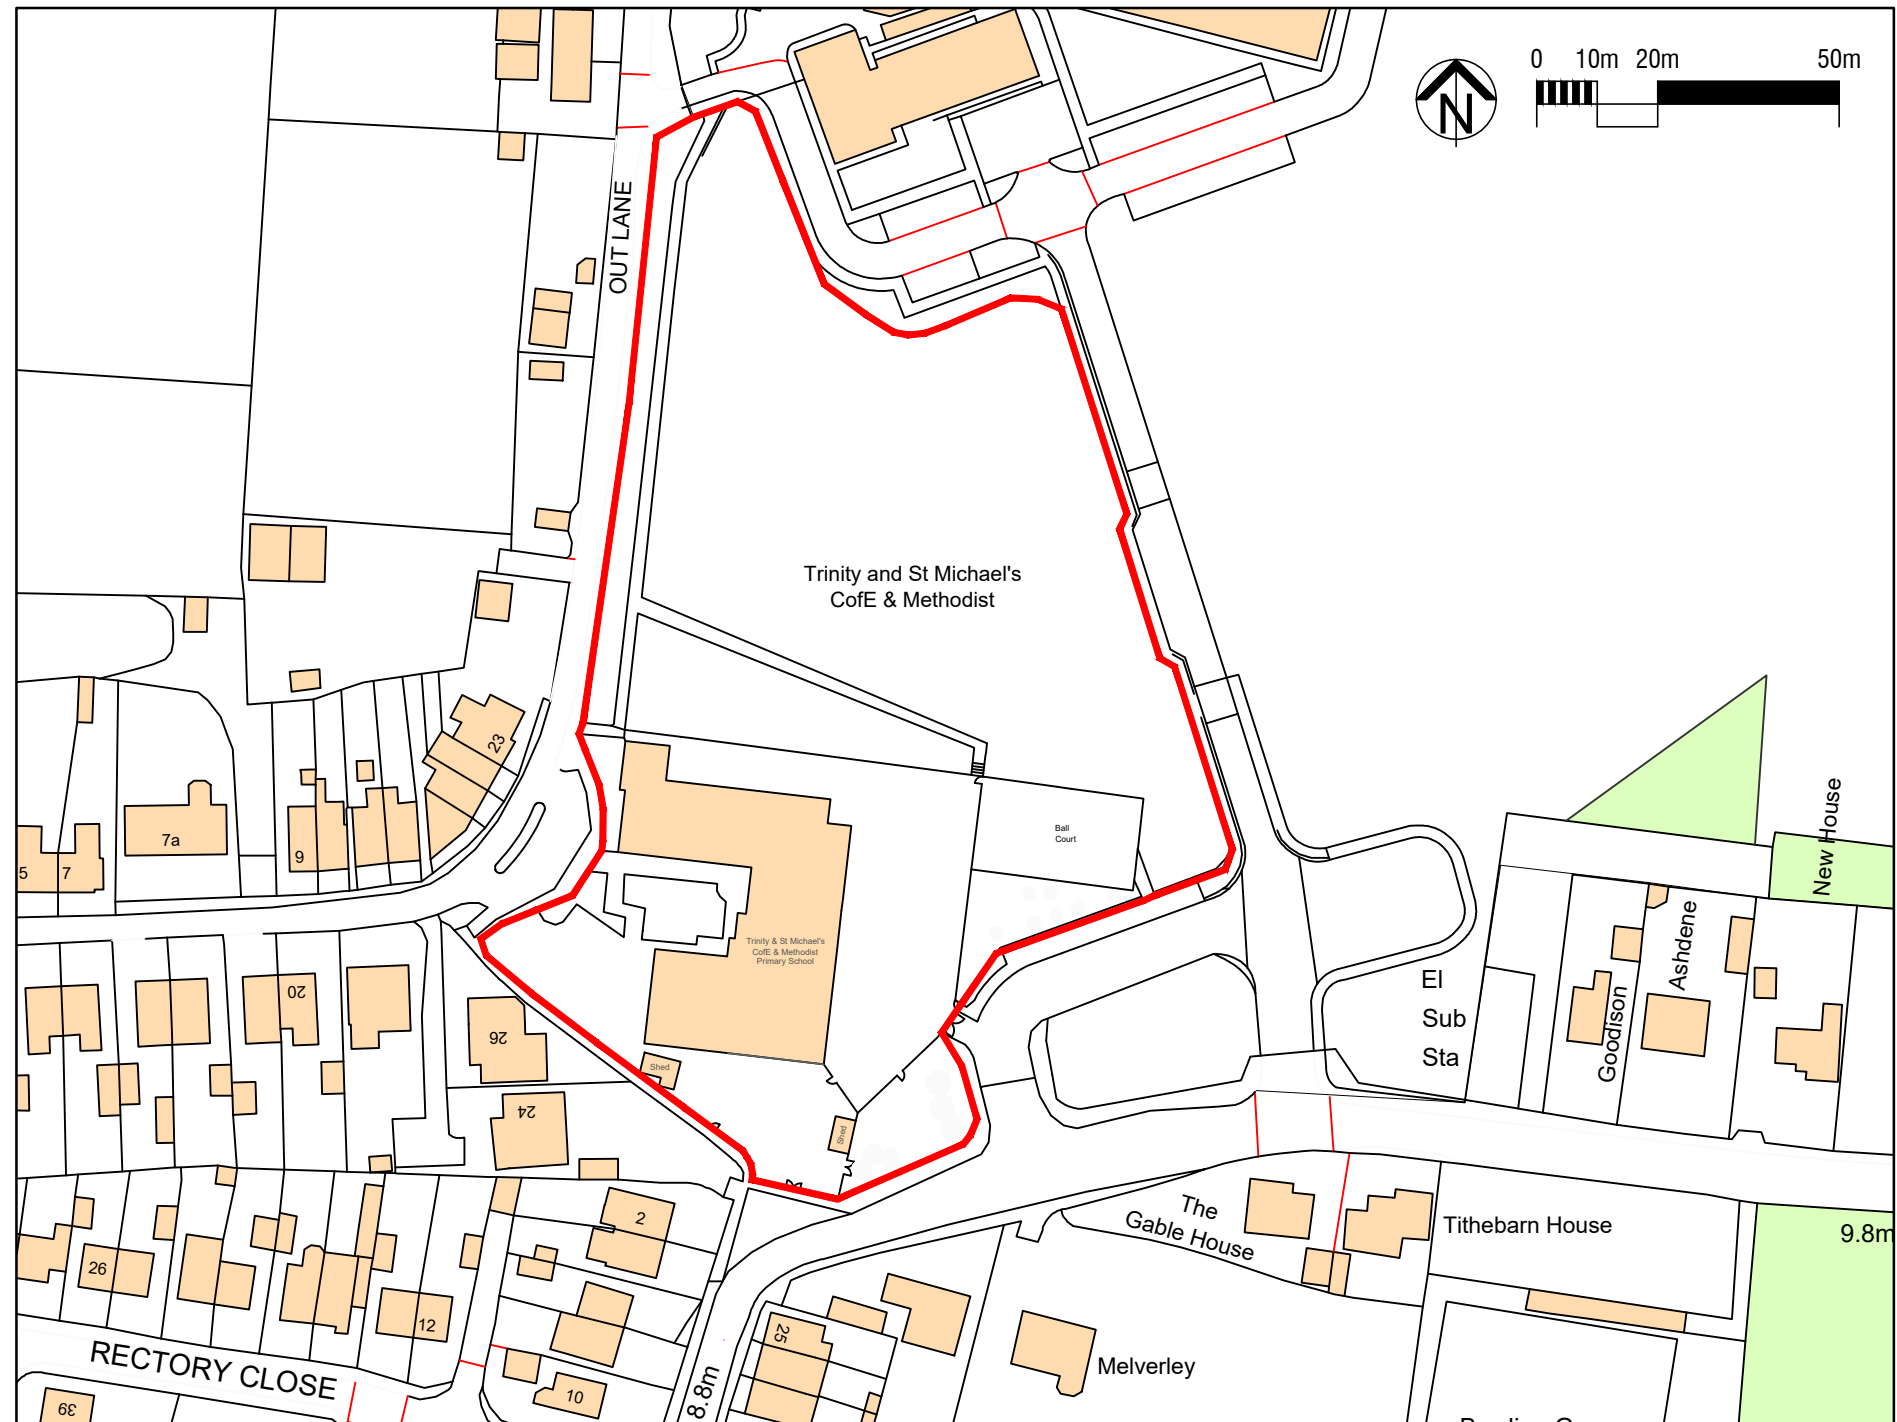 0 10m 20m 50m
N
OUT LANE
Trinity and St Michael's
CofE & Methodist
23
7a
9
5
7
Ball
Court
New House
Ashdene
Goodison
El
Sub
Sta
Trinity & St Michael's
CofE & Methodist
Primary School
20
26
24
Shed
Shed
2
The
Gable House
Tithebarn House
9.8m
26
12
25
Melverley
RECTORY CLOSE
39
10
8.8m